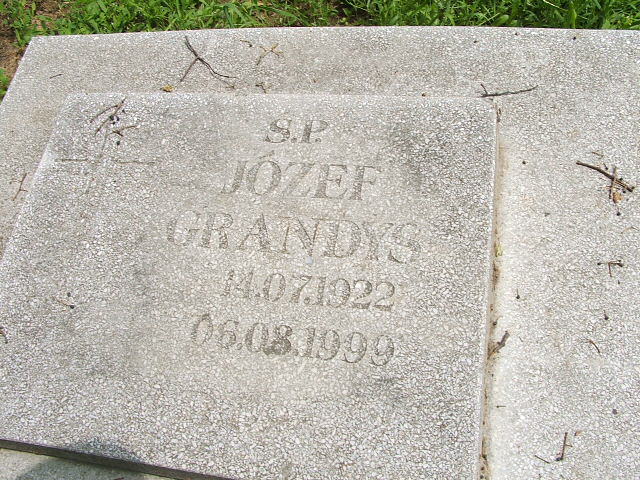 Ś.P.
JÓZEF
GRANDYS
14.07.1922
06.08.1999